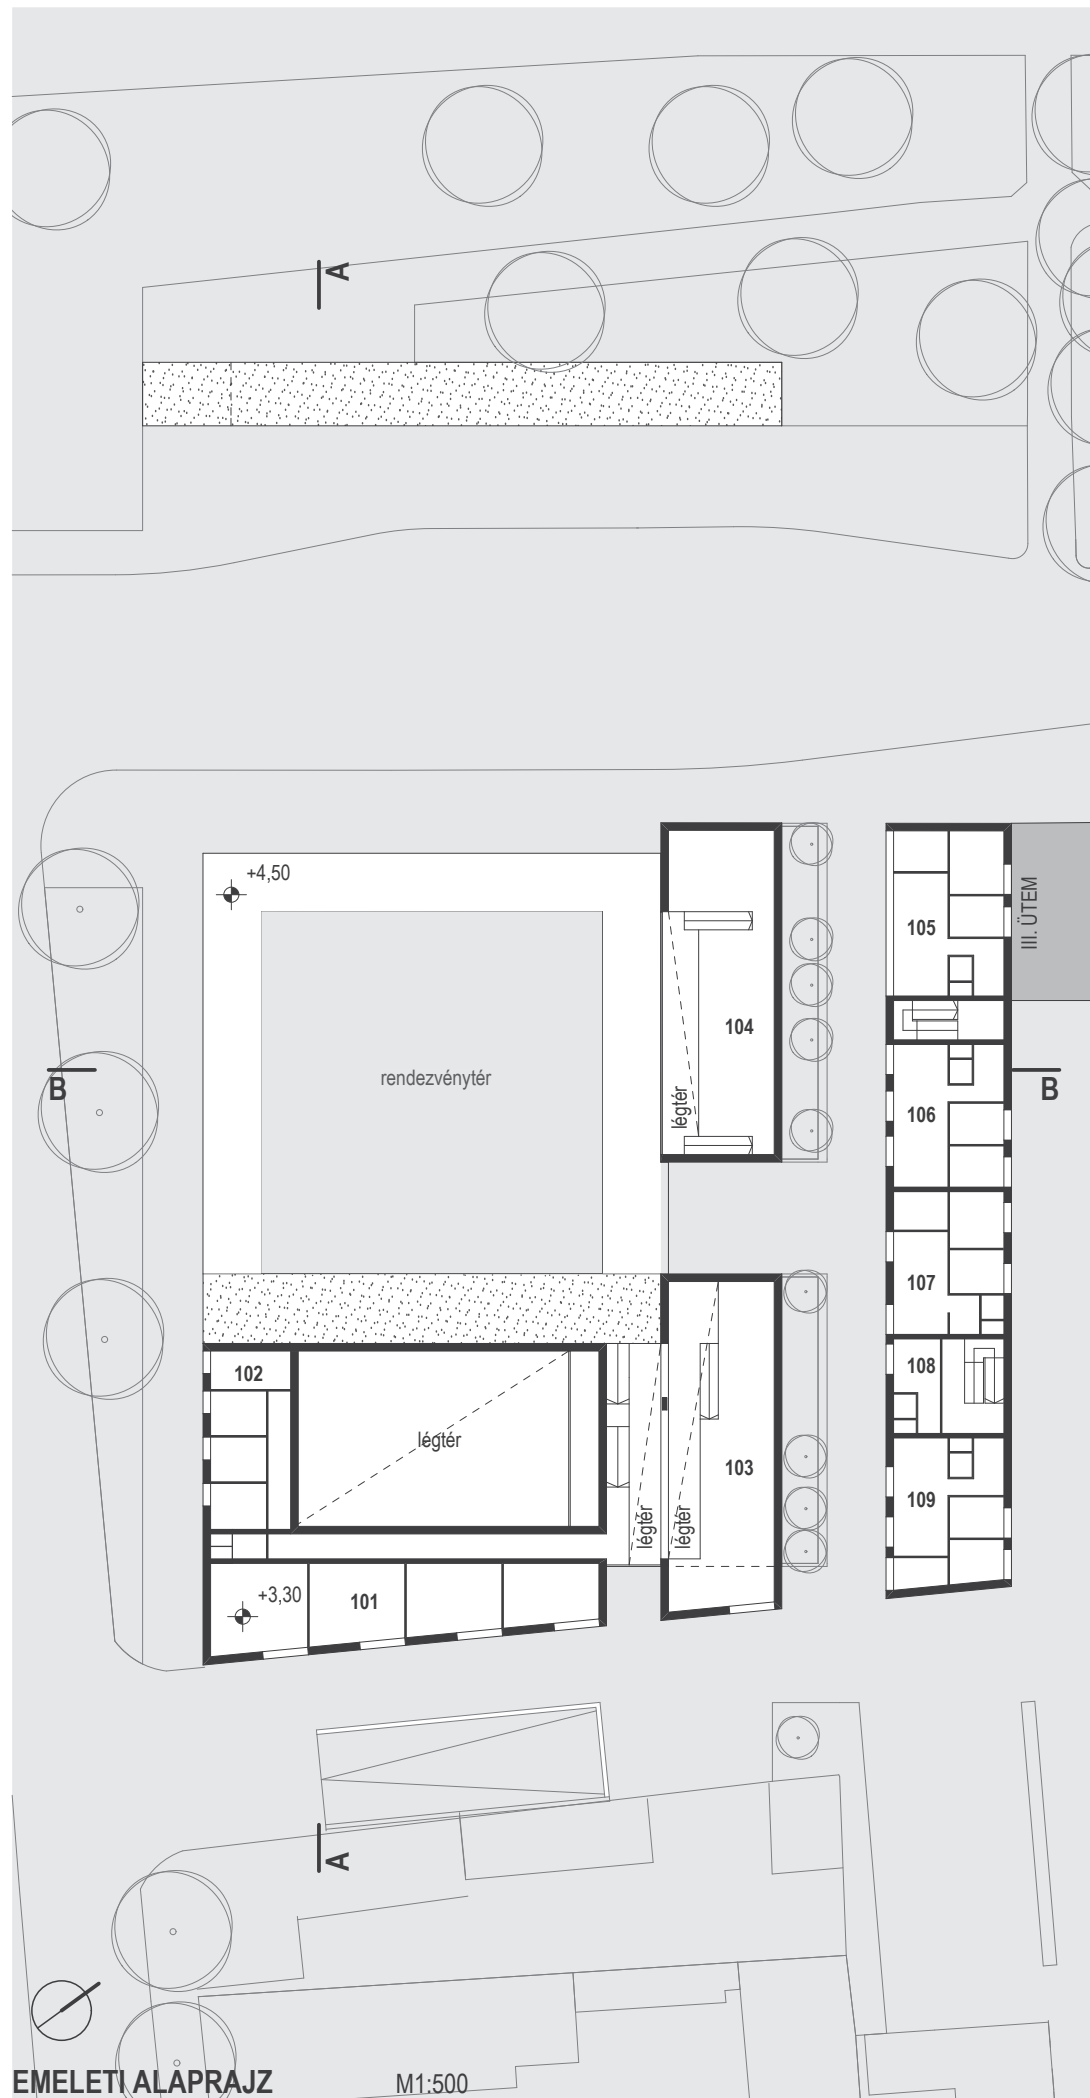 A
+4,50
III. ÜTEM
105
104
rendezvénytér
B
B
légtér
106
107
102
108
légtér
103
légtér
légtér
109
+3,30
101
A
EMELETI ALAPRAJZ
M1:500